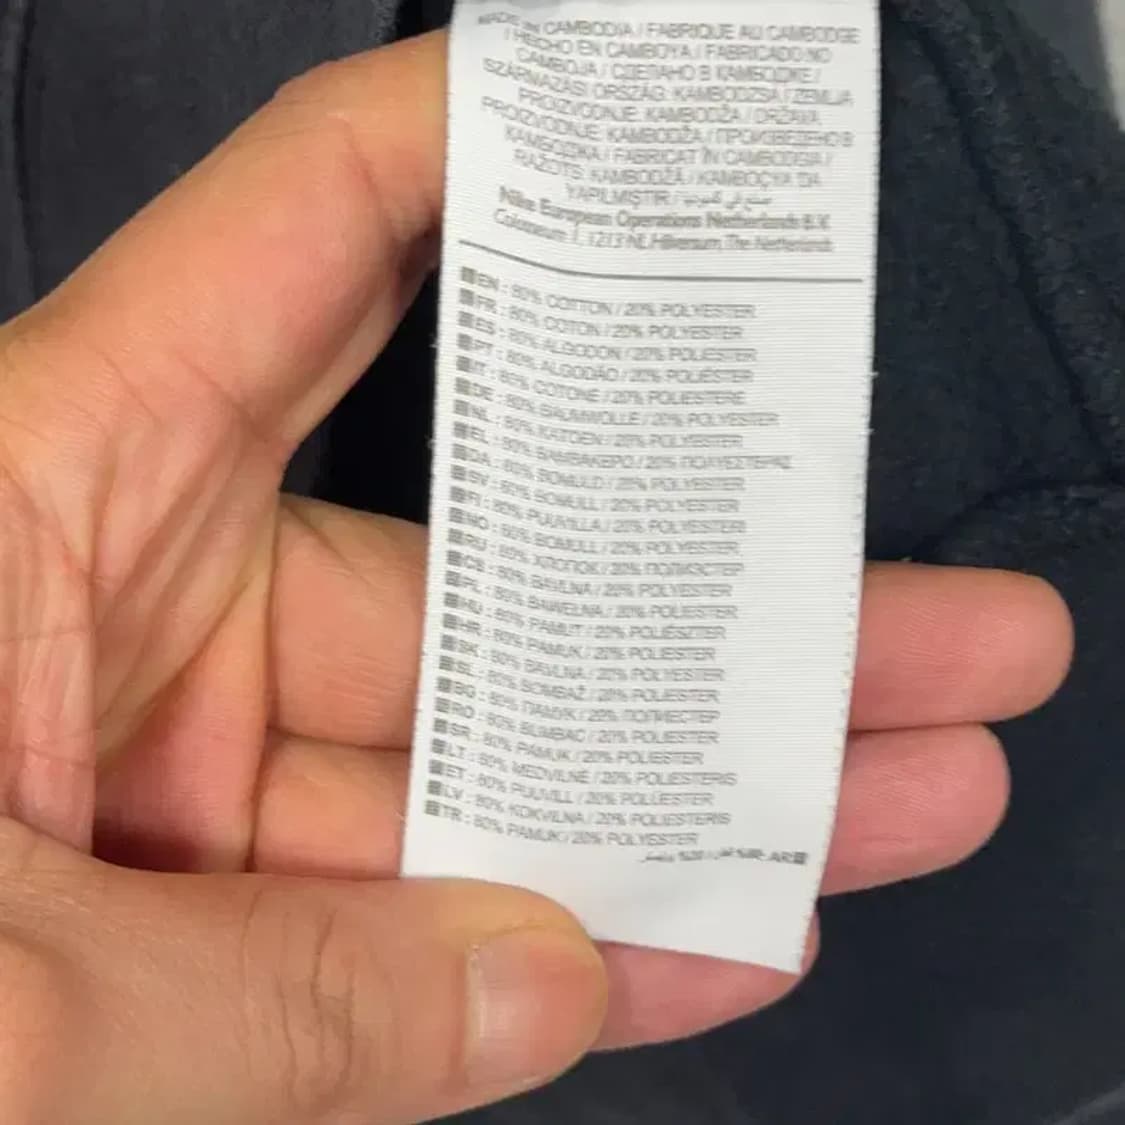 MADE IN CAMBODIA / FABRIQUE AU CAMBODGE
/ HECHO EN CAMBOYA / FABRICADO NO
CAMBOJA / СДЕЛАНО В КАМБОДЖЕ /
SZÁRMAZÁSI ORSZÁG: KAMBODZSA / ZEMLJA
PROIZVODNJE: KAMBODŽA / DRŽAVA
PROIZVODNJE: KAMBODŽA / ПРОИЗВЕДЕНО В
КАМБОДЖА / FABRICAT ÎN CAMBODGIA /
RAŽOTS: KAMBODŽĀ / KAMBOÇYA'DA
YAPILMIŞTIR / صنع في كمبوديا
Nike European Operations Netherlands B.V.
Colosseum 1, 1213 NL Hilversum, The Netherlands
EN : 80% COTTON / 20% POLYESTER
FR : 80% COTON / 20% POLYESTER
ES : 80% ALGODON / 20% POLIESTER
PT : 80% ALGODÃO / 20% POLIÉSTER
IT : 80% COTONE / 20% POLIESTERE
DE : 80% BAUMWOLLE / 20% POLYESTER
NL : 80% KATOEN / 20% POLYESTER
EL : 80% ΒΑΜΒΑΚΕΡΟ / 20% ΠΟΛΥΕΣΤΕΡΑΣ
DA : 80% BOMULD / 20% POLYESTER
SV : 80% BOMULL / 20% POLYESTER
FI : 80% PUUVILLA / 20% POLYESTERI
NO : 80% BOMULL / 20% POLYESTER
RU : 80% ХЛОПОК / 20% ПОЛИЭСТЕР
CS : 80% BAVLNA / 20% POLYESTER
PL : 80% BAWEŁNA / 20% POLIESTER
HU : 80% PAMUT / 20% POLIÉSZTER
HR : 80% PAMUK / 20% POLIESTER
SK : 80% BAVLNA / 20% POLYESTER
SL : 80% BOMBAŽ / 20% POLIESTER
BG : 80% ПАМУК / 20% ПОЛИЕСТЕР
RO : 80% BUMBAC / 20% POLIESTER
SR : 80% PAMUK / 20% POLIESTER
LT : 80% MEDVILNĖ / 20% POLIESTERIS
ET : 80% PUUVILL / 20% POLÜESTER
LV : 80% KOKVILNA / 20% POLIESTERIS
TR : 80% PAMUK / 20% POLYESTER
AR: 80% قطن / 20% بوليستر